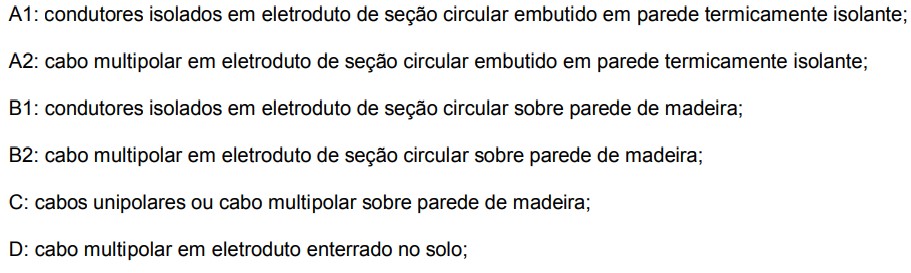 A1: condutores isolados em eletroduto de seção circular embutido em parede termicamente isolante;
A2: cabo multipolar em eletroduto de seção circular embutido em parede termicamente isolante;
B1: condutores isolados em eletroduto de seção circular sobre parede de madeira;
B2: cabo multipolar em eletroduto de seção circular sobre parede de madeira;
C: cabos unipolares ou cabo multipolar sobre parede de madeira;
D: cabo multipolar em eletroduto enterrado no solo;